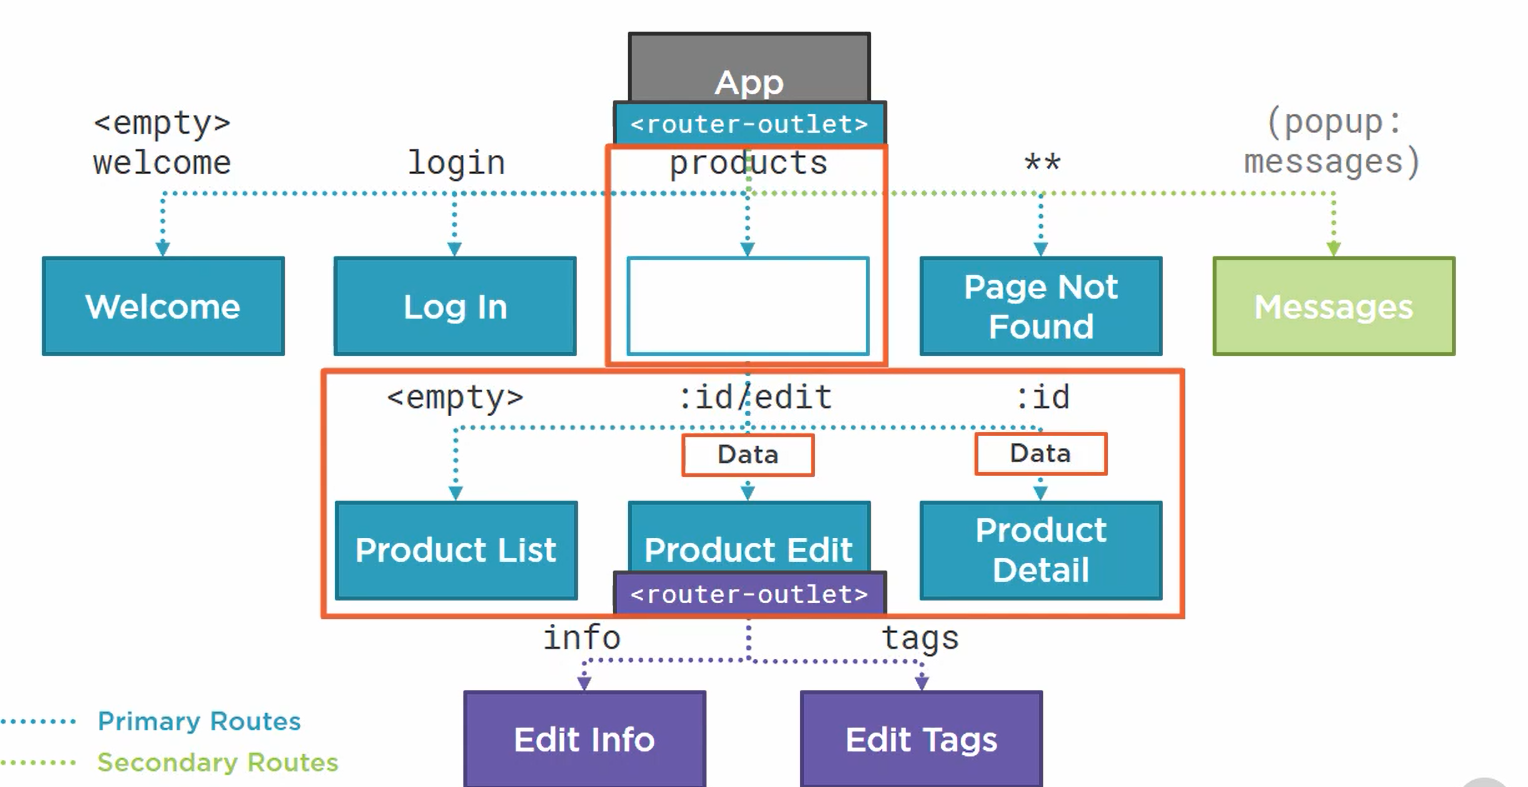 App
<router-outlet>
<empty>
welcome
login
products
**
(popup:
messages)
Welcome
Log In
Page Not
Found
Messages
<empty>
:id/edit
:id
Data
Data
Product List
Product Edit
Product
Detail
<router-outlet>
info
tags
Edit Info
Edit Tags
Primary Routes
Secondary Routes